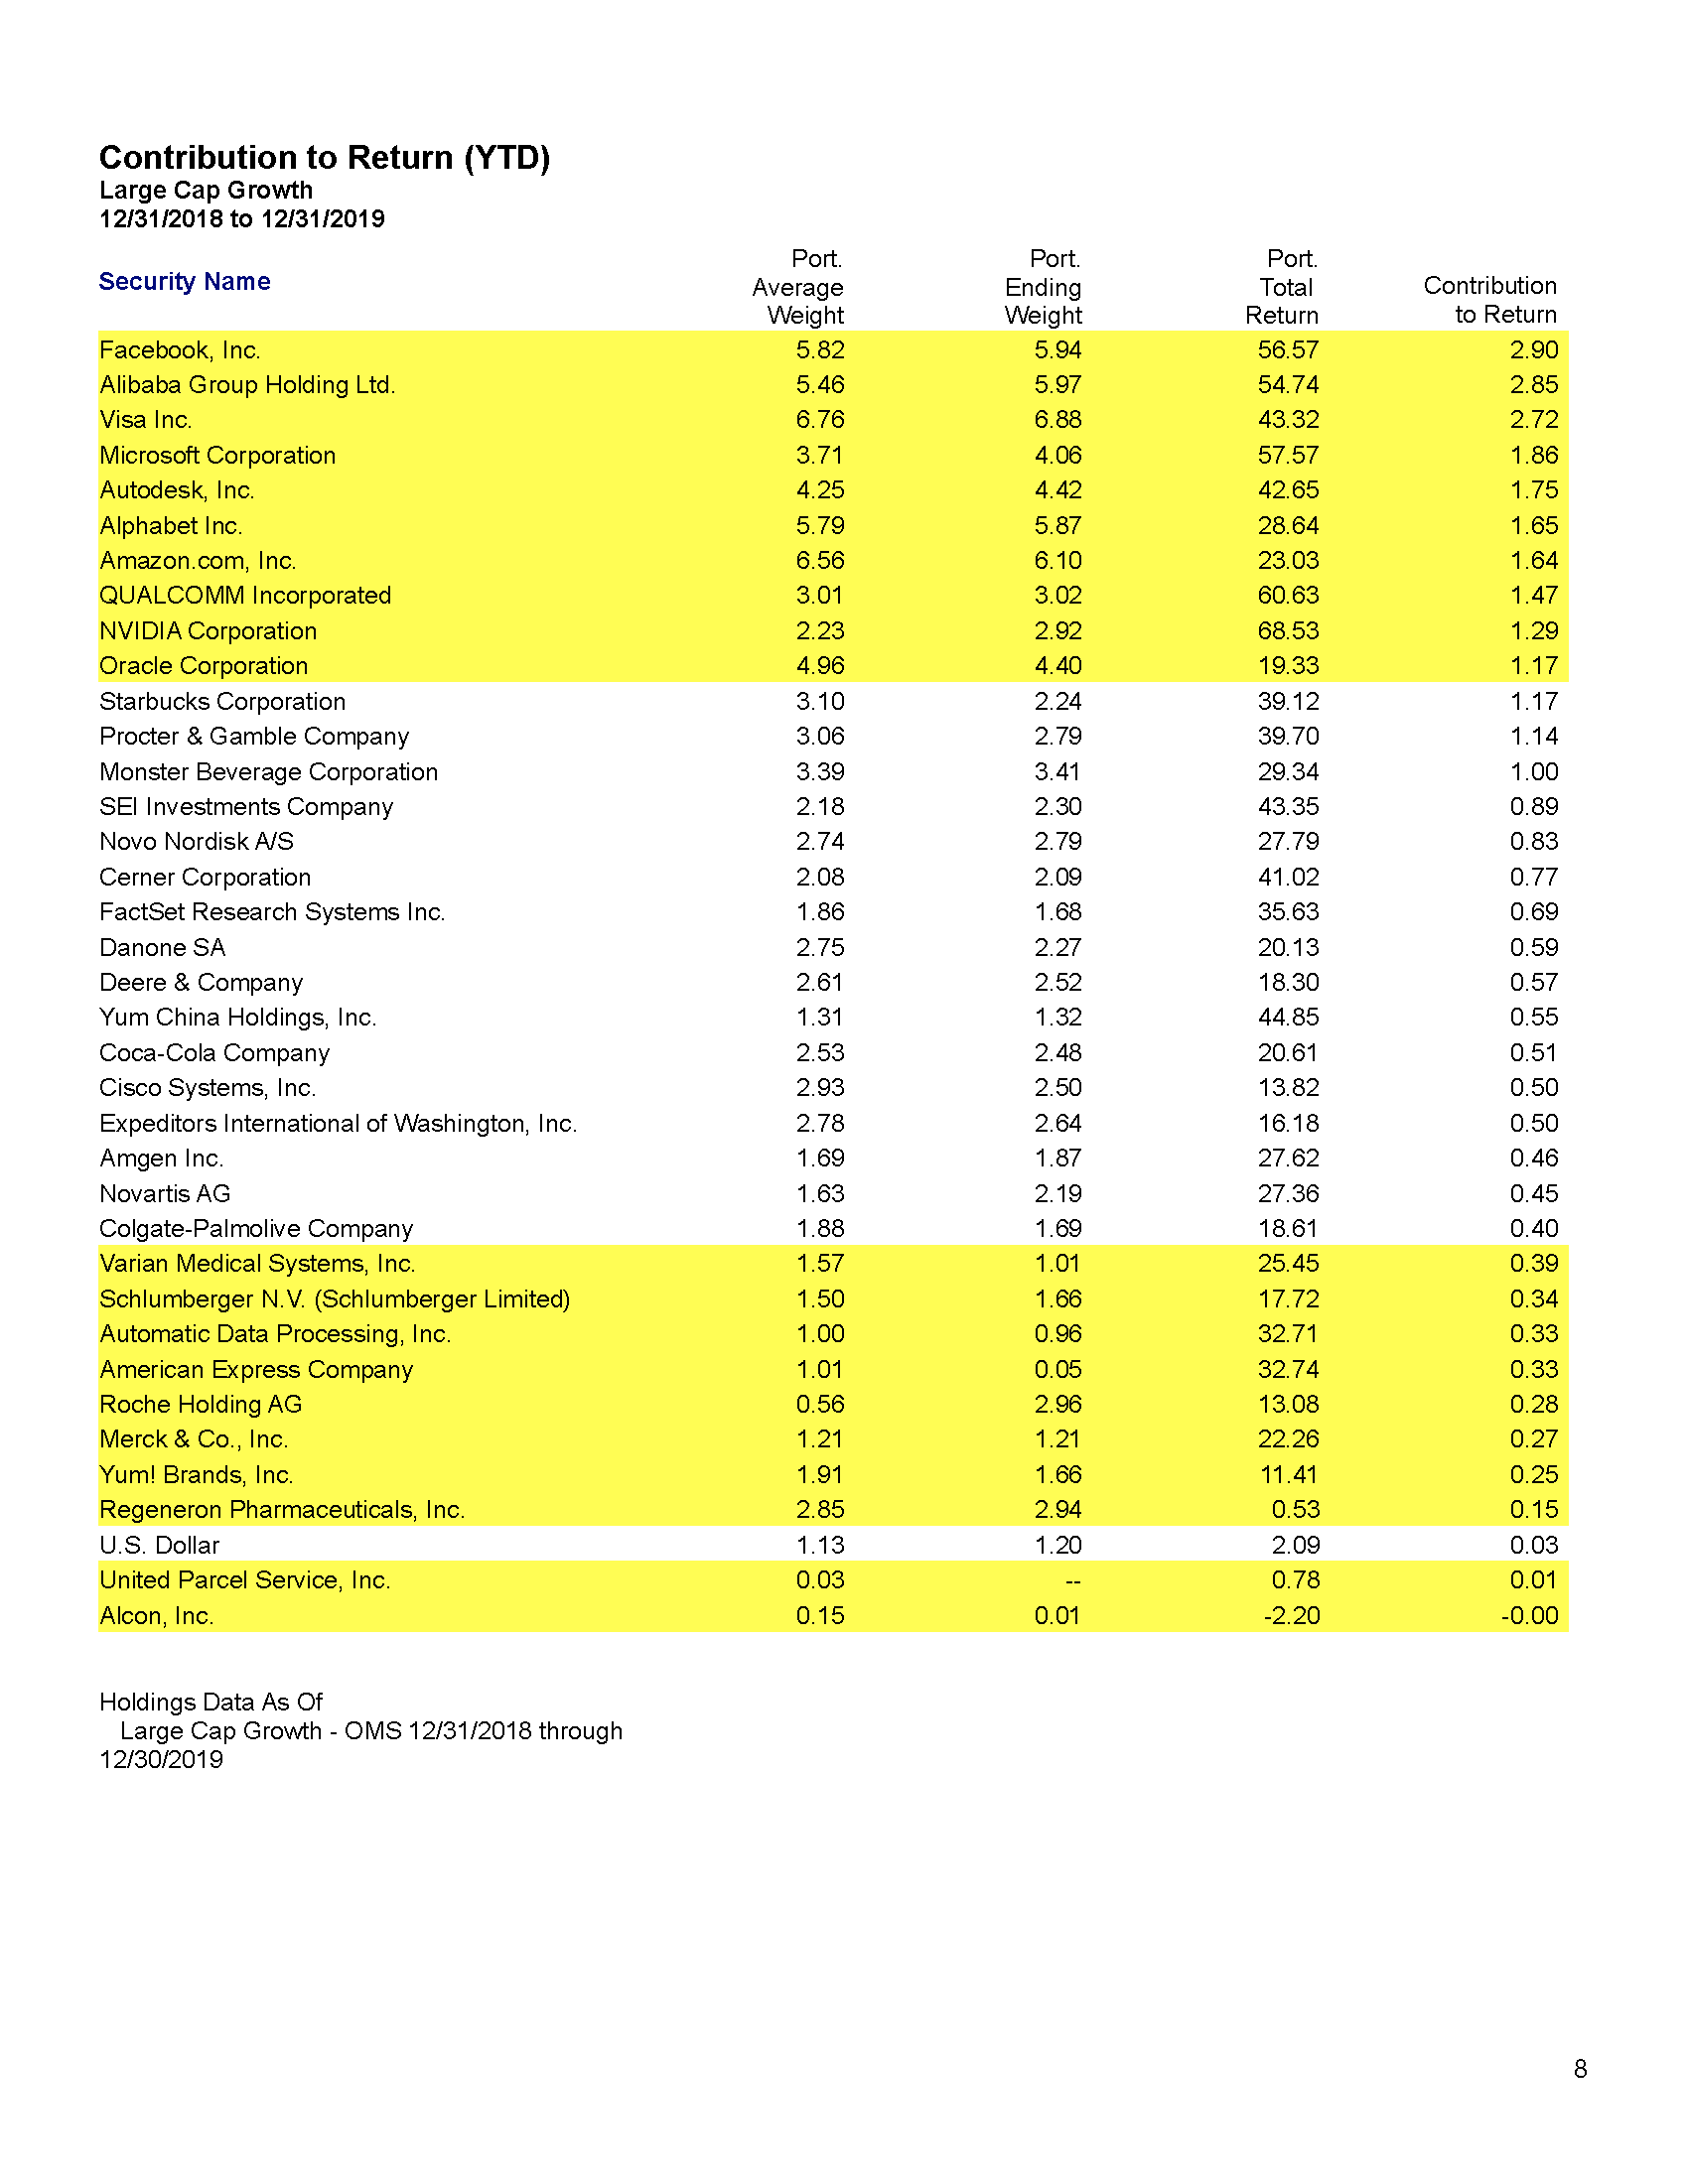 Contribution to Return (YTD)
Large Cap Growth
12/31/2018 to 12/31/2019
Security Name Port. Average Weight Port. Ending Weight Port. Total Return Contribution to Return
Facebook, Inc. 5.82 5.94 56.57 2.90
Alibaba Group Holding Ltd. 5.46 5.97 54.74 2.85
Visa Inc. 6.76 6.88 43.32 2.72
Microsoft Corporation 3.71 4.06 57.57 1.86
Autodesk, Inc. 4.25 4.42 42.65 1.75
Alphabet Inc. 5.79 5.87 28.64 1.65
Amazon.com, Inc. 6.56 6.10 23.03 1.64
QUALCOMM Incorporated 3.01 3.02 60.63 1.47
NVIDIA Corporation 2.23 2.92 68.53 1.29
Oracle Corporation 4.96 4.40 19.33 1.17
Starbucks Corporation 3.10 2.24 39.12 1.17
Procter & Gamble Company 3.06 2.79 39.70 1.14
Monster Beverage Corporation 3.39 3.41 29.34 1.00
SEI Investments Company 2.18 2.30 43.35 0.89
Novo Nordisk A/S 2.74 2.79 27.79 0.83
Cerner Corporation 2.08 2.09 41.02 0.77
FactSet Research Systems Inc. 1.86 1.68 35.63 0.69
Danone SA 2.75 2.27 20.13 0.59
Deere & Company 2.61 2.52 18.30 0.57
Yum China Holdings, Inc. 1.31 1.32 44.85 0.55
Coca-Cola Company 2.53 2.48 20.61 0.51
Cisco Systems, Inc. 2.93 2.50 13.82 0.50
Expeditors International of Washington, Inc. 2.78 2.64 16.18 0.50
Amgen Inc. 1.69 1.87 27.62 0.46
Novartis AG 1.63 2.19 27.36 0.45
Colgate-Palmolive Company 1.88 1.69 18.61 0.40
Varian Medical Systems, Inc. 1.57 1.01 25.45 0.39
Schlumberger N.V. (Schlumberger Limited) 1.50 1.66 17.72 0.34
Automatic Data Processing, Inc. 1.00 0.96 32.71 0.33
American Express Company 1.01 0.05 32.74 0.33
Roche Holding AG 0.56 2.96 13.08 0.28
Merck & Co., Inc. 1.21 1.21 22.26 0.27
Yum! Brands, Inc. 1.91 1.66 11.41 0.25
Regeneron Pharmaceuticals, Inc. 2.85 2.94 0.53 0.15
U.S. Dollar 1.13 1.20 2.09 0.03
United Parcel Service, Inc. 0.03 -- 0.78 0.01
Alcon, Inc. 0.15 0.01 -2.20 -0.00
Holdings Data As Of
Large Cap Growth - OMS 12/31/2018 through
12/30/2019
8